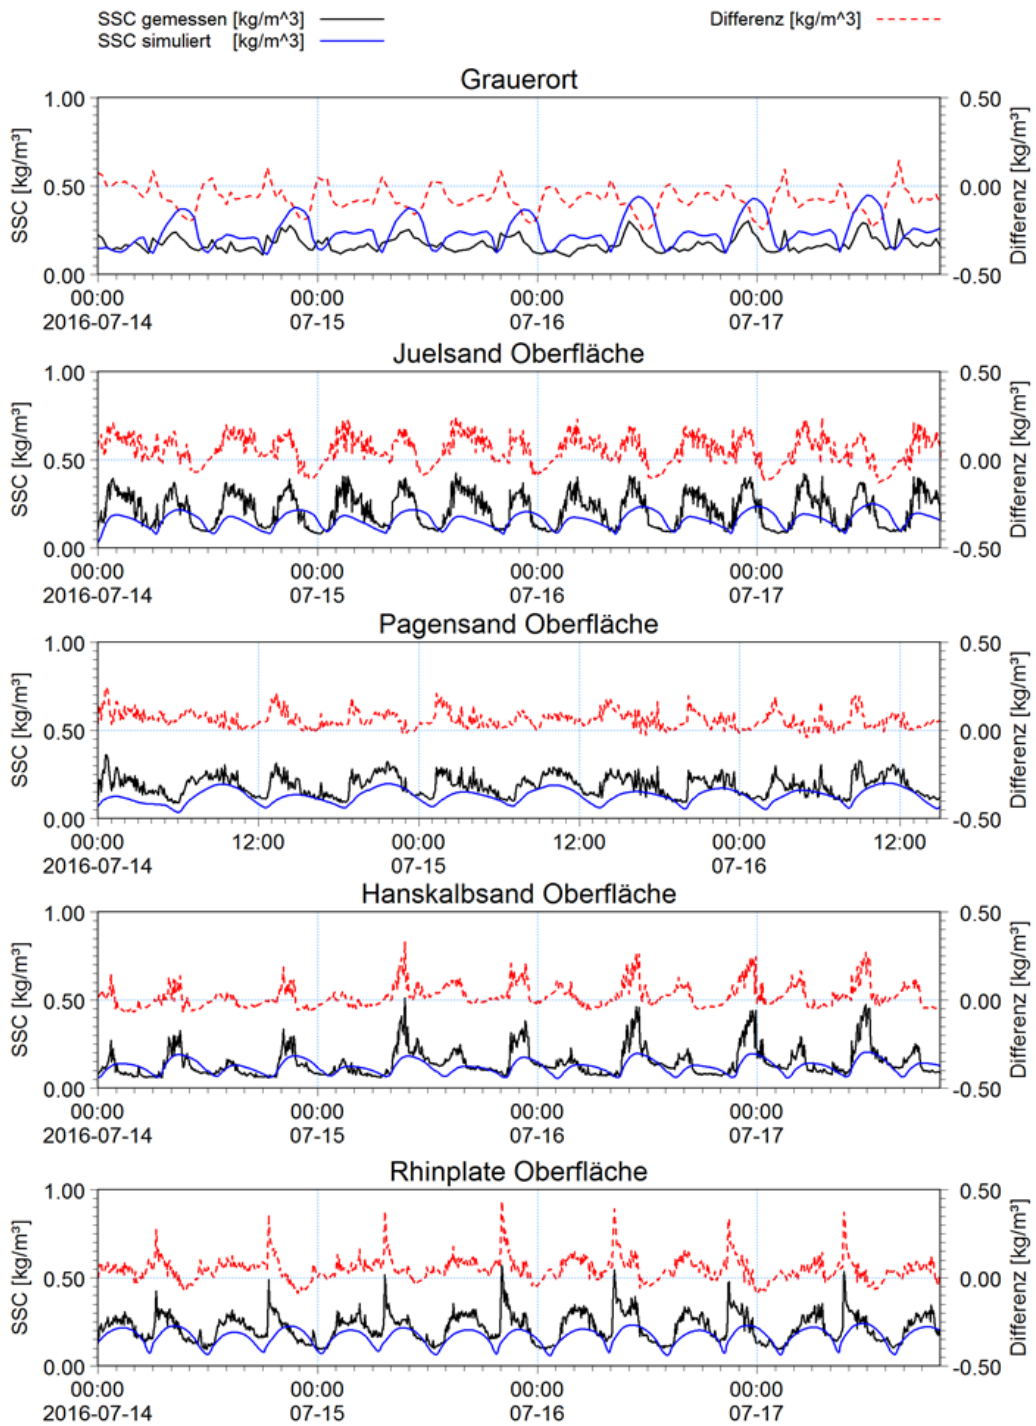 SSC gemessen [kg/m^3] Differenz [kg/m^3]
SSC simuliert [kg/m^3]
Grauerort
1.00 0.50
SSC [kg/m³] 0.50 0.00 Differenz [kg/m³]
0.00 -0.50
00:00 00:00 00:00 00:00
2016-07-14 07-15 07-16 07-17
Juelsand Oberfläche
1.00 0.50
SSC [kg/m³] 0.50 0.00 Differenz [kg/m³]
0.00 -0.50
00:00 00:00 00:00 00:00
2016-07-14 07-15 07-16 07-17
Pagensand Oberfläche
1.00 0.50
SSC [kg/m³] 0.50 0.00 Differenz [kg/m³]
0.00 -0.50
00:00 12:00 00:00 12:00 00:00 12:00
2016-07-14 07-15 07-16
Hanskalbsand Oberfläche
1.00 0.50
SSC [kg/m³] 0.50 0.00 Differenz [kg/m³]
0.00 -0.50
00:00 00:00 00:00 00:00
2016-07-14 07-15 07-16 07-17
Rhinplate Oberfläche
1.00 0.50
SSC [kg/m³] 0.50 0.00 Differenz [kg/m³]
0.00 -0.50
00:00 00:00 00:00 00:00
2016-07-14 07-15 07-16 07-17